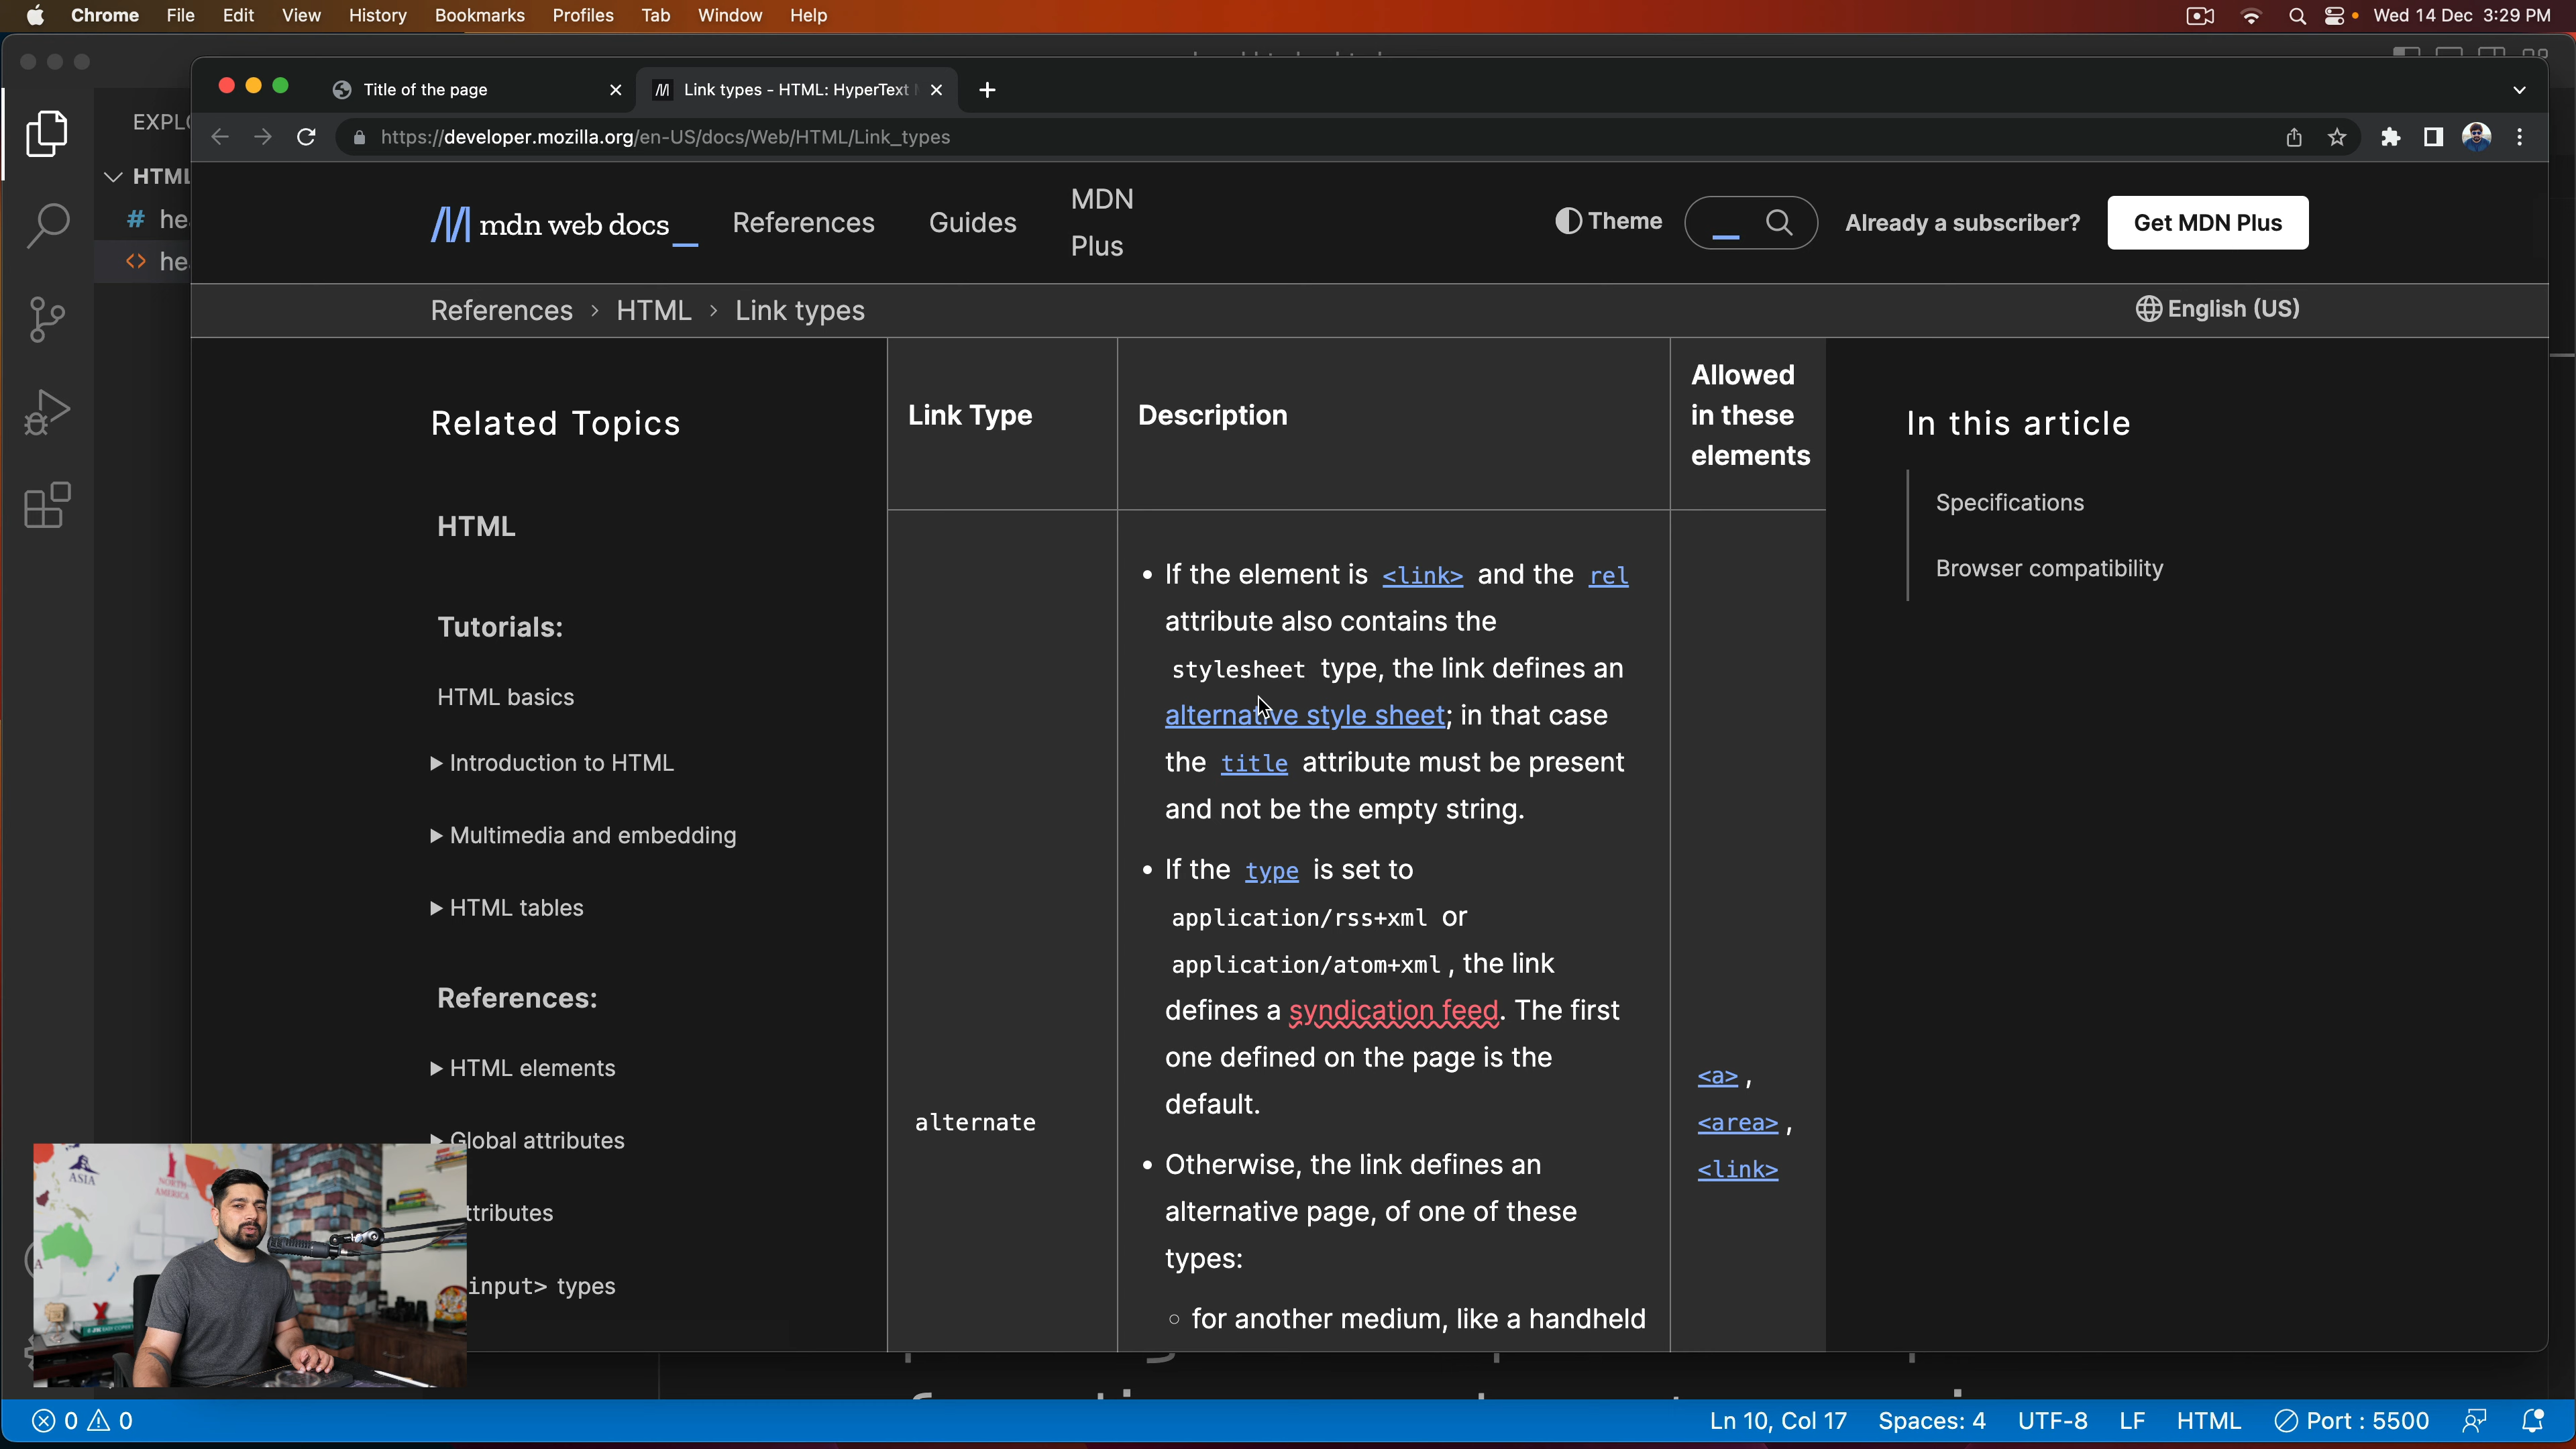 Chrome File Edit View History Bookmarks Profiles Tab Window Help
Wed 14 Dec 3:29 PM
Title of the page
Link types - HTML: HyperText
https://developer.mozilla.org/en-US/docs/Web/HTML/Link_types
mdn web docs_
References
Guides
MDN
Plus
Theme
Already a subscriber?
Get MDN Plus
References > HTML > Link types
English (US)
Related Topics
HTML
Tutorials:
HTML basics
Introduction to HTML
Multimedia and embedding
HTML tables
References:
HTML elements
Global attributes
ttributes
input> types
Link Type
Description
Allowed
in these
elements
alternate
• If the element is <link> and the rel
attribute also contains the
stylesheet type, the link defines an
alternative style sheet; in that case
the title attribute must be present
and not be the empty string.
• If the type is set to
application/rss+xml or
application/atom+xml, the link
defines a syndication feed. The first
one defined on the page is the
default.
• Otherwise, the link defines an
alternative page, of one of these
types:
◦ for another medium, like a handheld
<a>,
<area>,
<link>
In this article
Specifications
Browser compatibility
EXPL
HTML
# he
<> he
ASIA
NORTH
AMERICA
0 0
Ln 10, Col 17 Spaces: 4 UTF-8 LF HTML Port : 5500